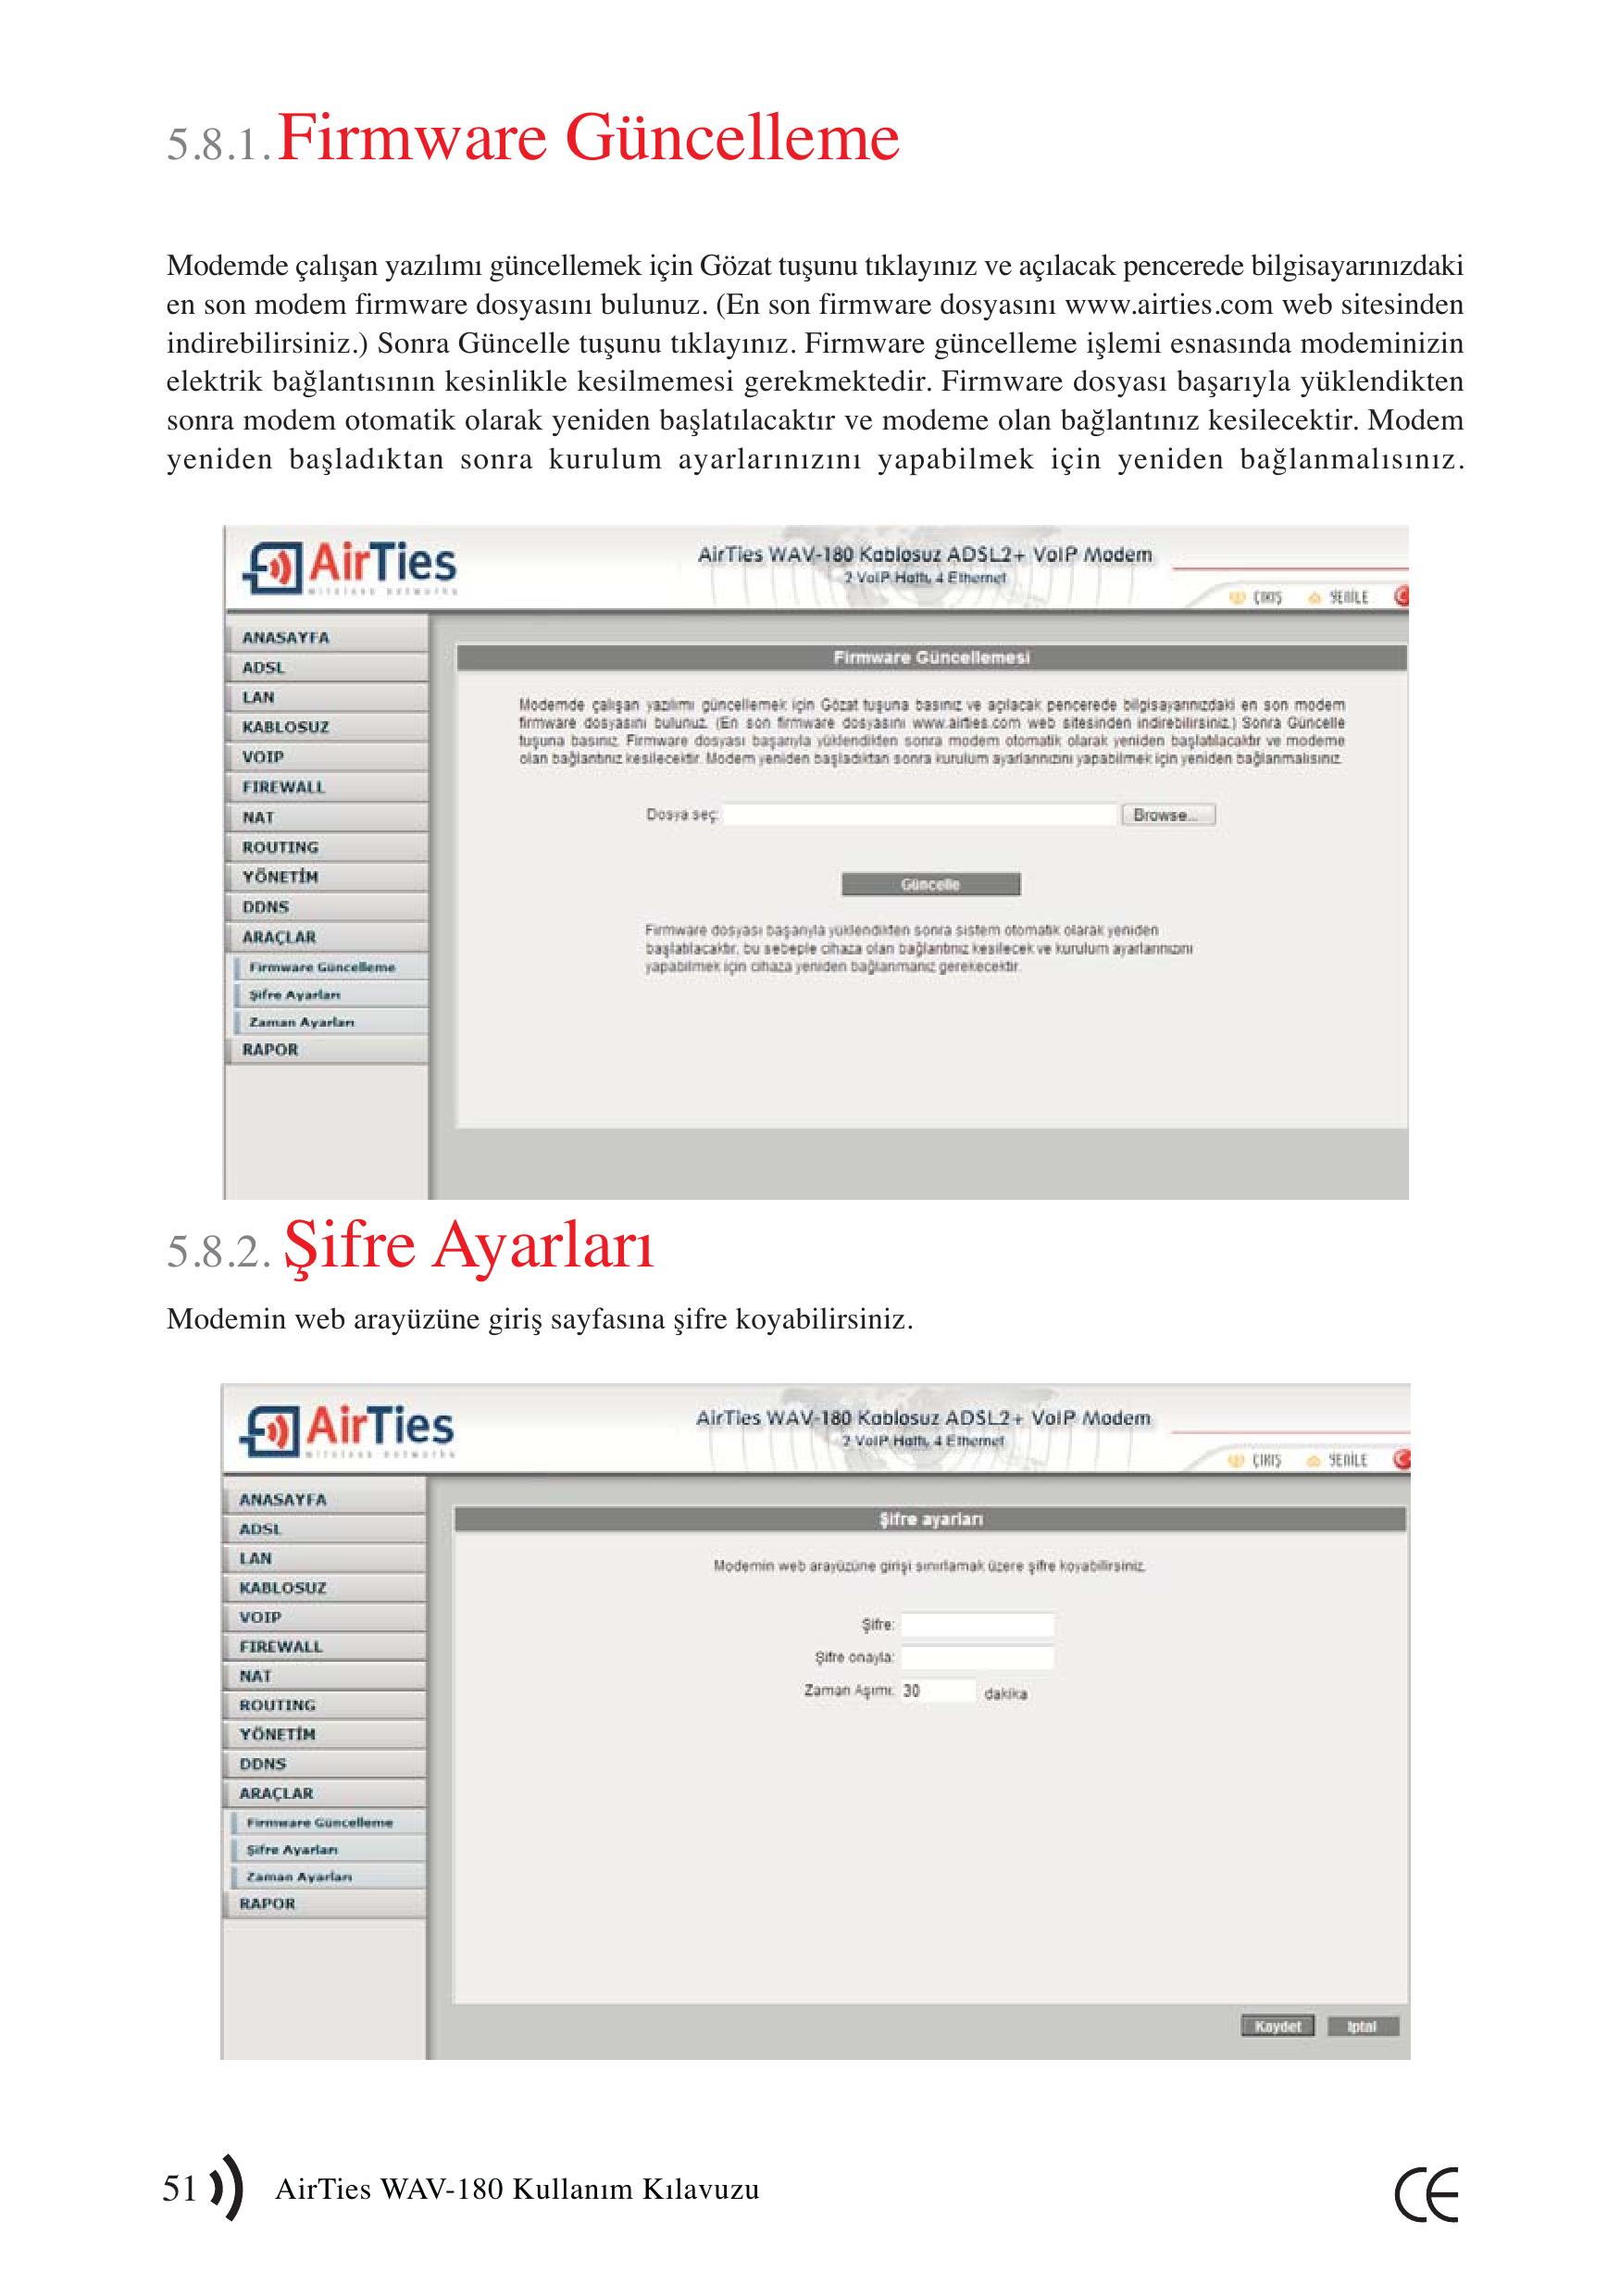 5.8.1. Firmware Güncelleme
Modemde çalışan yazılımı güncellemek için Gözat tuşunu tıklayınız ve açılacak pencerede bilgisayarınızdaki
en son modem firmware dosyasını bulunuz. (En son firmware dosyasını www.airties.com web sitesinden
indirebilirsiniz.) Sonra Güncelle tuşunu tıklayınız. Firmware güncelleme işlemi esnasında modeminizin
elektrik bağlantısının kesinlikle kesilmemesi gerekmektedir. Firmware dosyası başarıyla yüklendikten
sonra modem otomatik olarak yeniden başlatılacaktır ve modeme olan bağlantınız kesilecektir. Modem
yeniden başladıktan sonra kurulum ayarlarınızını yapabilmek için yeniden bağlanmalısınız.
AirTies
wireless networks
AirTies WAV-180 Kablosuz ADSL2+ VoIP Modem
2 VoIP Hattı, 4 Ethernet
ÇIKIŞ YENİLE
ANASAYFA
ADSL
LAN
KABLOSUZ
VOIP
FIREWALL
NAT
ROUTING
YÖNETİM
DDNS
ARAÇLAR
Firmware Güncelleme
Şifre Ayarları
Zaman Ayarları
RAPOR
Firmware Güncellemesi
Modemde çalışan yazılımı güncellemek için Gözat tuşuna basınız ve açılacak pencerede bilgisayarınızdaki en son modem
firmware dosyasını bulunuz. (En son firmware dosyasını www.airties.com web sitesinden indirebilirsiniz.) Sonra Güncelle
tuşuna basınız. Firmware dosyası başarıyla yüklendikten sonra modem otomatik olarak yeniden başlatılacaktır ve modeme
olan bağlantınız kesilecektir. Modem yeniden başladıktan sonra kurulum ayarlarınızını yapabilmek için yeniden bağlanmalısınız.
Dosya seç: Browse...
Güncelle
Firmware dosyası başarıyla yüklendikten sonra sistem otomatik olarak yeniden
başlatılacaktır, bu sebeple cihaza olan bağlantınız kesilecek ve kurulum ayarlarınızını
yapabilmek için cihaza yeniden bağlanmanız gerekecektir.
5.8.2. Şifre Ayarları
Modemin web arayüzüne giriş sayfasına şifre koyabilirsiniz.
AirTies
wireless networks
AirTies WAV-180 Kablosuz ADSL2+ VoIP Modem
2 VoIP Hattı, 4 Ethernet
ÇIKIŞ YENİLE
ANASAYFA
ADSL
LAN
KABLOSUZ
VOIP
FIREWALL
NAT
ROUTING
YÖNETİM
DDNS
ARAÇLAR
Firmware Güncelleme
Şifre Ayarları
Zaman Ayarları
RAPOR
Şifre ayarları
Modemin web arayüzüne girişi sınırlamak üzere şifre koyabilirsiniz.
Şifre:
Şifre onayla:
Zaman Aşımı: 30 dakika
Kaydet İptal
51 AirTies WAV-180 Kullanım Kılavuzu
CE